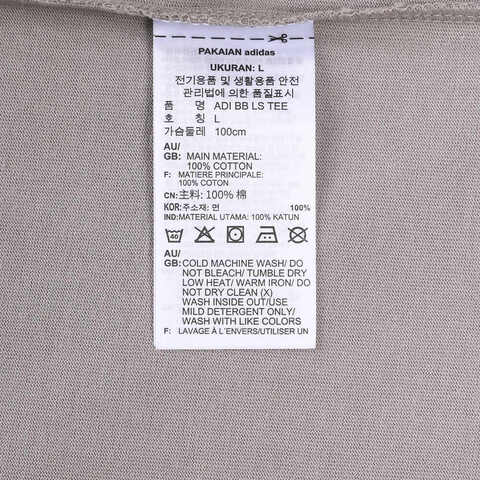 PAKAIAN adidas
UKURAN: L
전기용품 및 생활용품 안전
관리법에 의한 품질표시
품 명 ADI BB LS TEE
호 칭 L
가슴둘레 100cm
AU/
GB: MAIN MATERIAL:
100% COTTON
F: MATIERE PRINCIPALE:
100% COTON
CN: 主料: 100% 棉
KOR: 주소재: 면 100%
IND: MATERIAL UTAMA: 100% KATUN
40
AU/
GB: COLD MACHINE WASH/ DO
NOT BLEACH/ TUMBLE DRY
LOW HEAT/ WARM IRON/ DO
NOT DRY CLEAN (X)
WASH INSIDE OUT/USE
MILD DETERGENT ONLY/
WASH WITH LIKE COLORS
F: LAVAGE À L'ENVERS/UTILISER UN